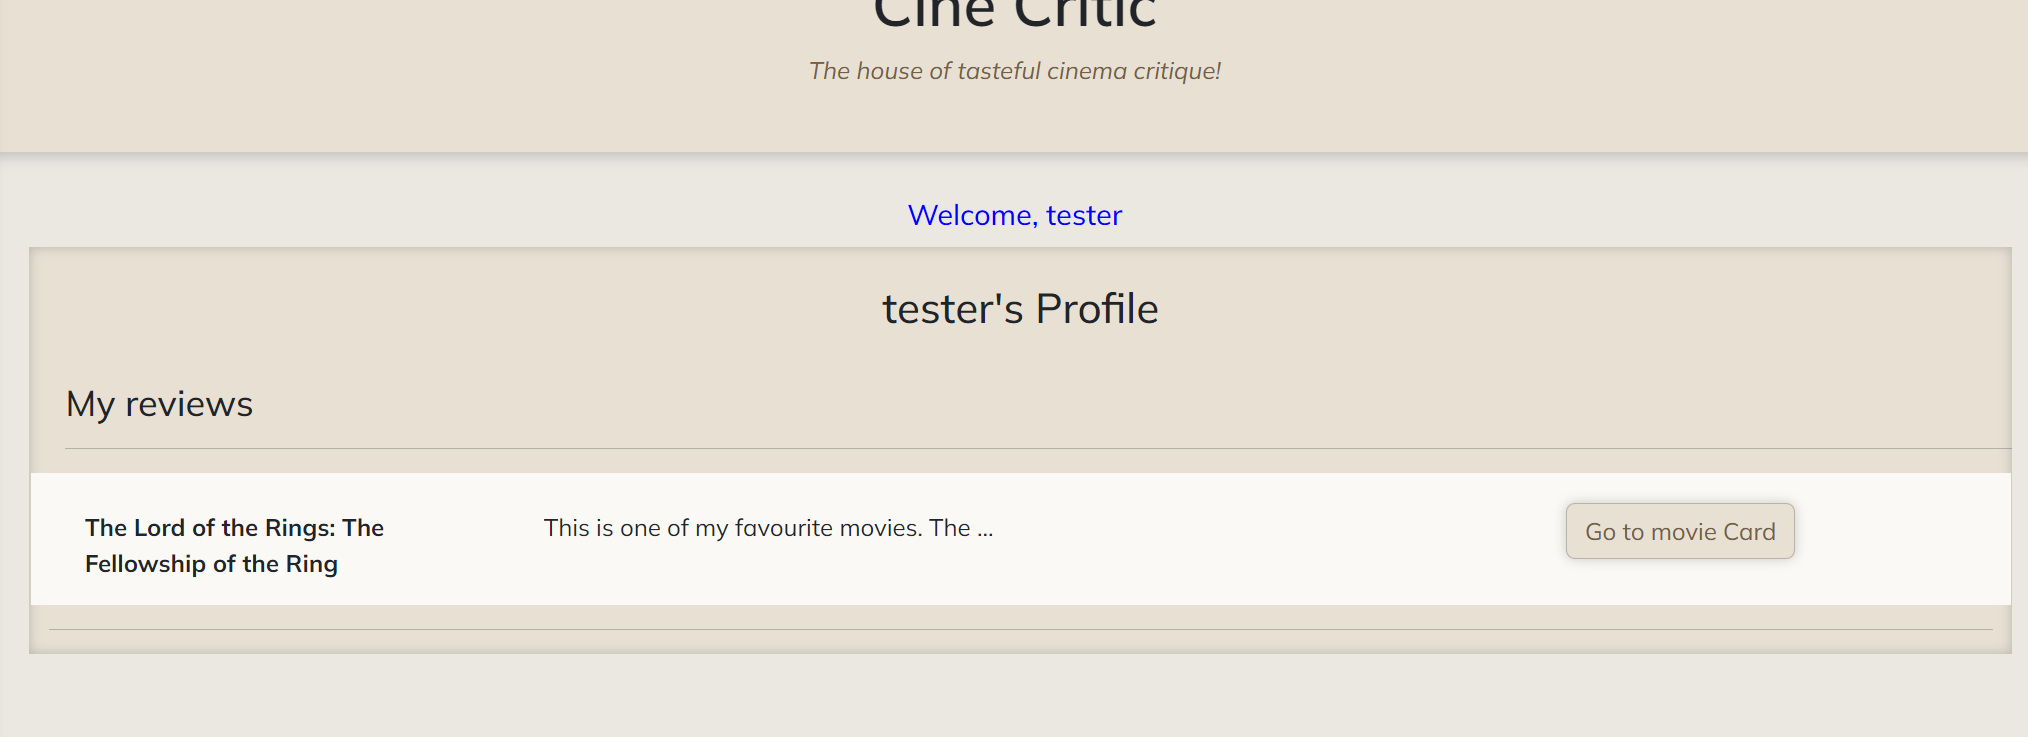 Cine Critic
The house of tasteful cinema critique!
Welcome, tester
tester's Profile
My reviews
The Lord of the Rings: The
Fellowship of the Ring
This is one of my favourite movies. The ...
Go to movie Card